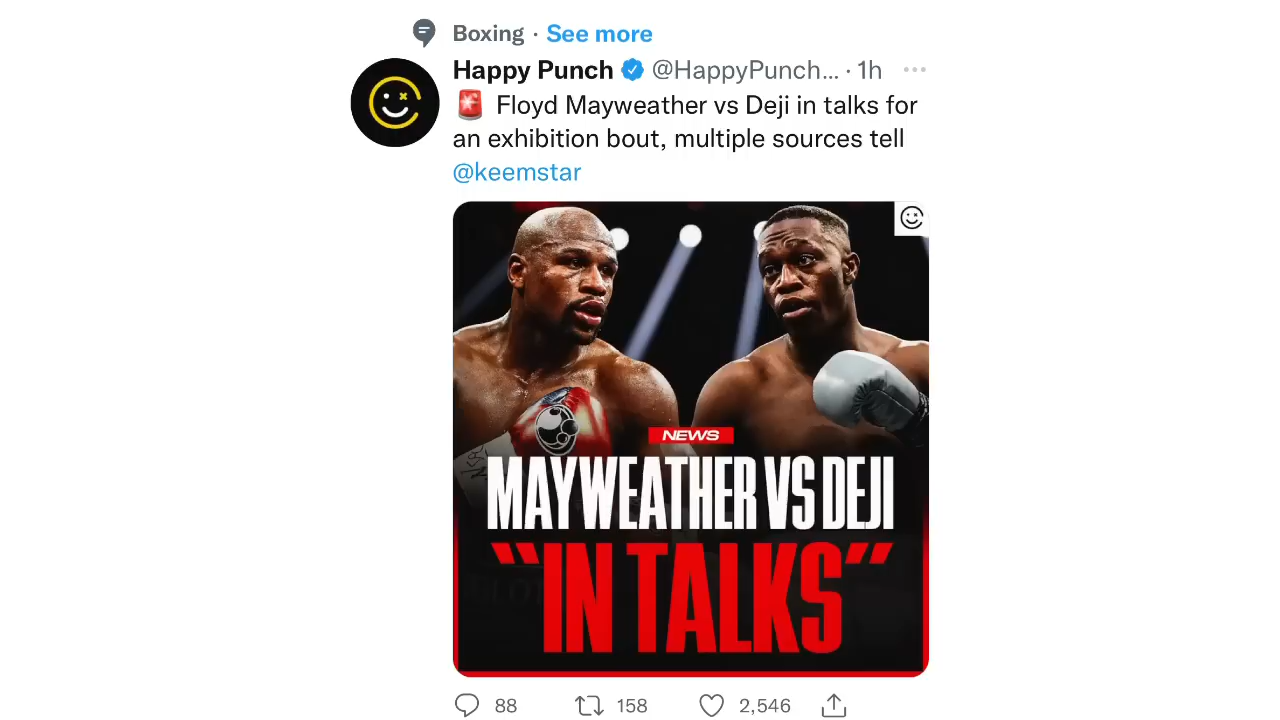 Boxing · See more
Happy Punch @HappyPunch... · 1h
Floyd Mayweather vs Deji in talks for
an exhibition bout, multiple sources tell
@keemstar
NEWS
MAYWEATHER VS DEJI
"IN TALKS"
88 158 2,546